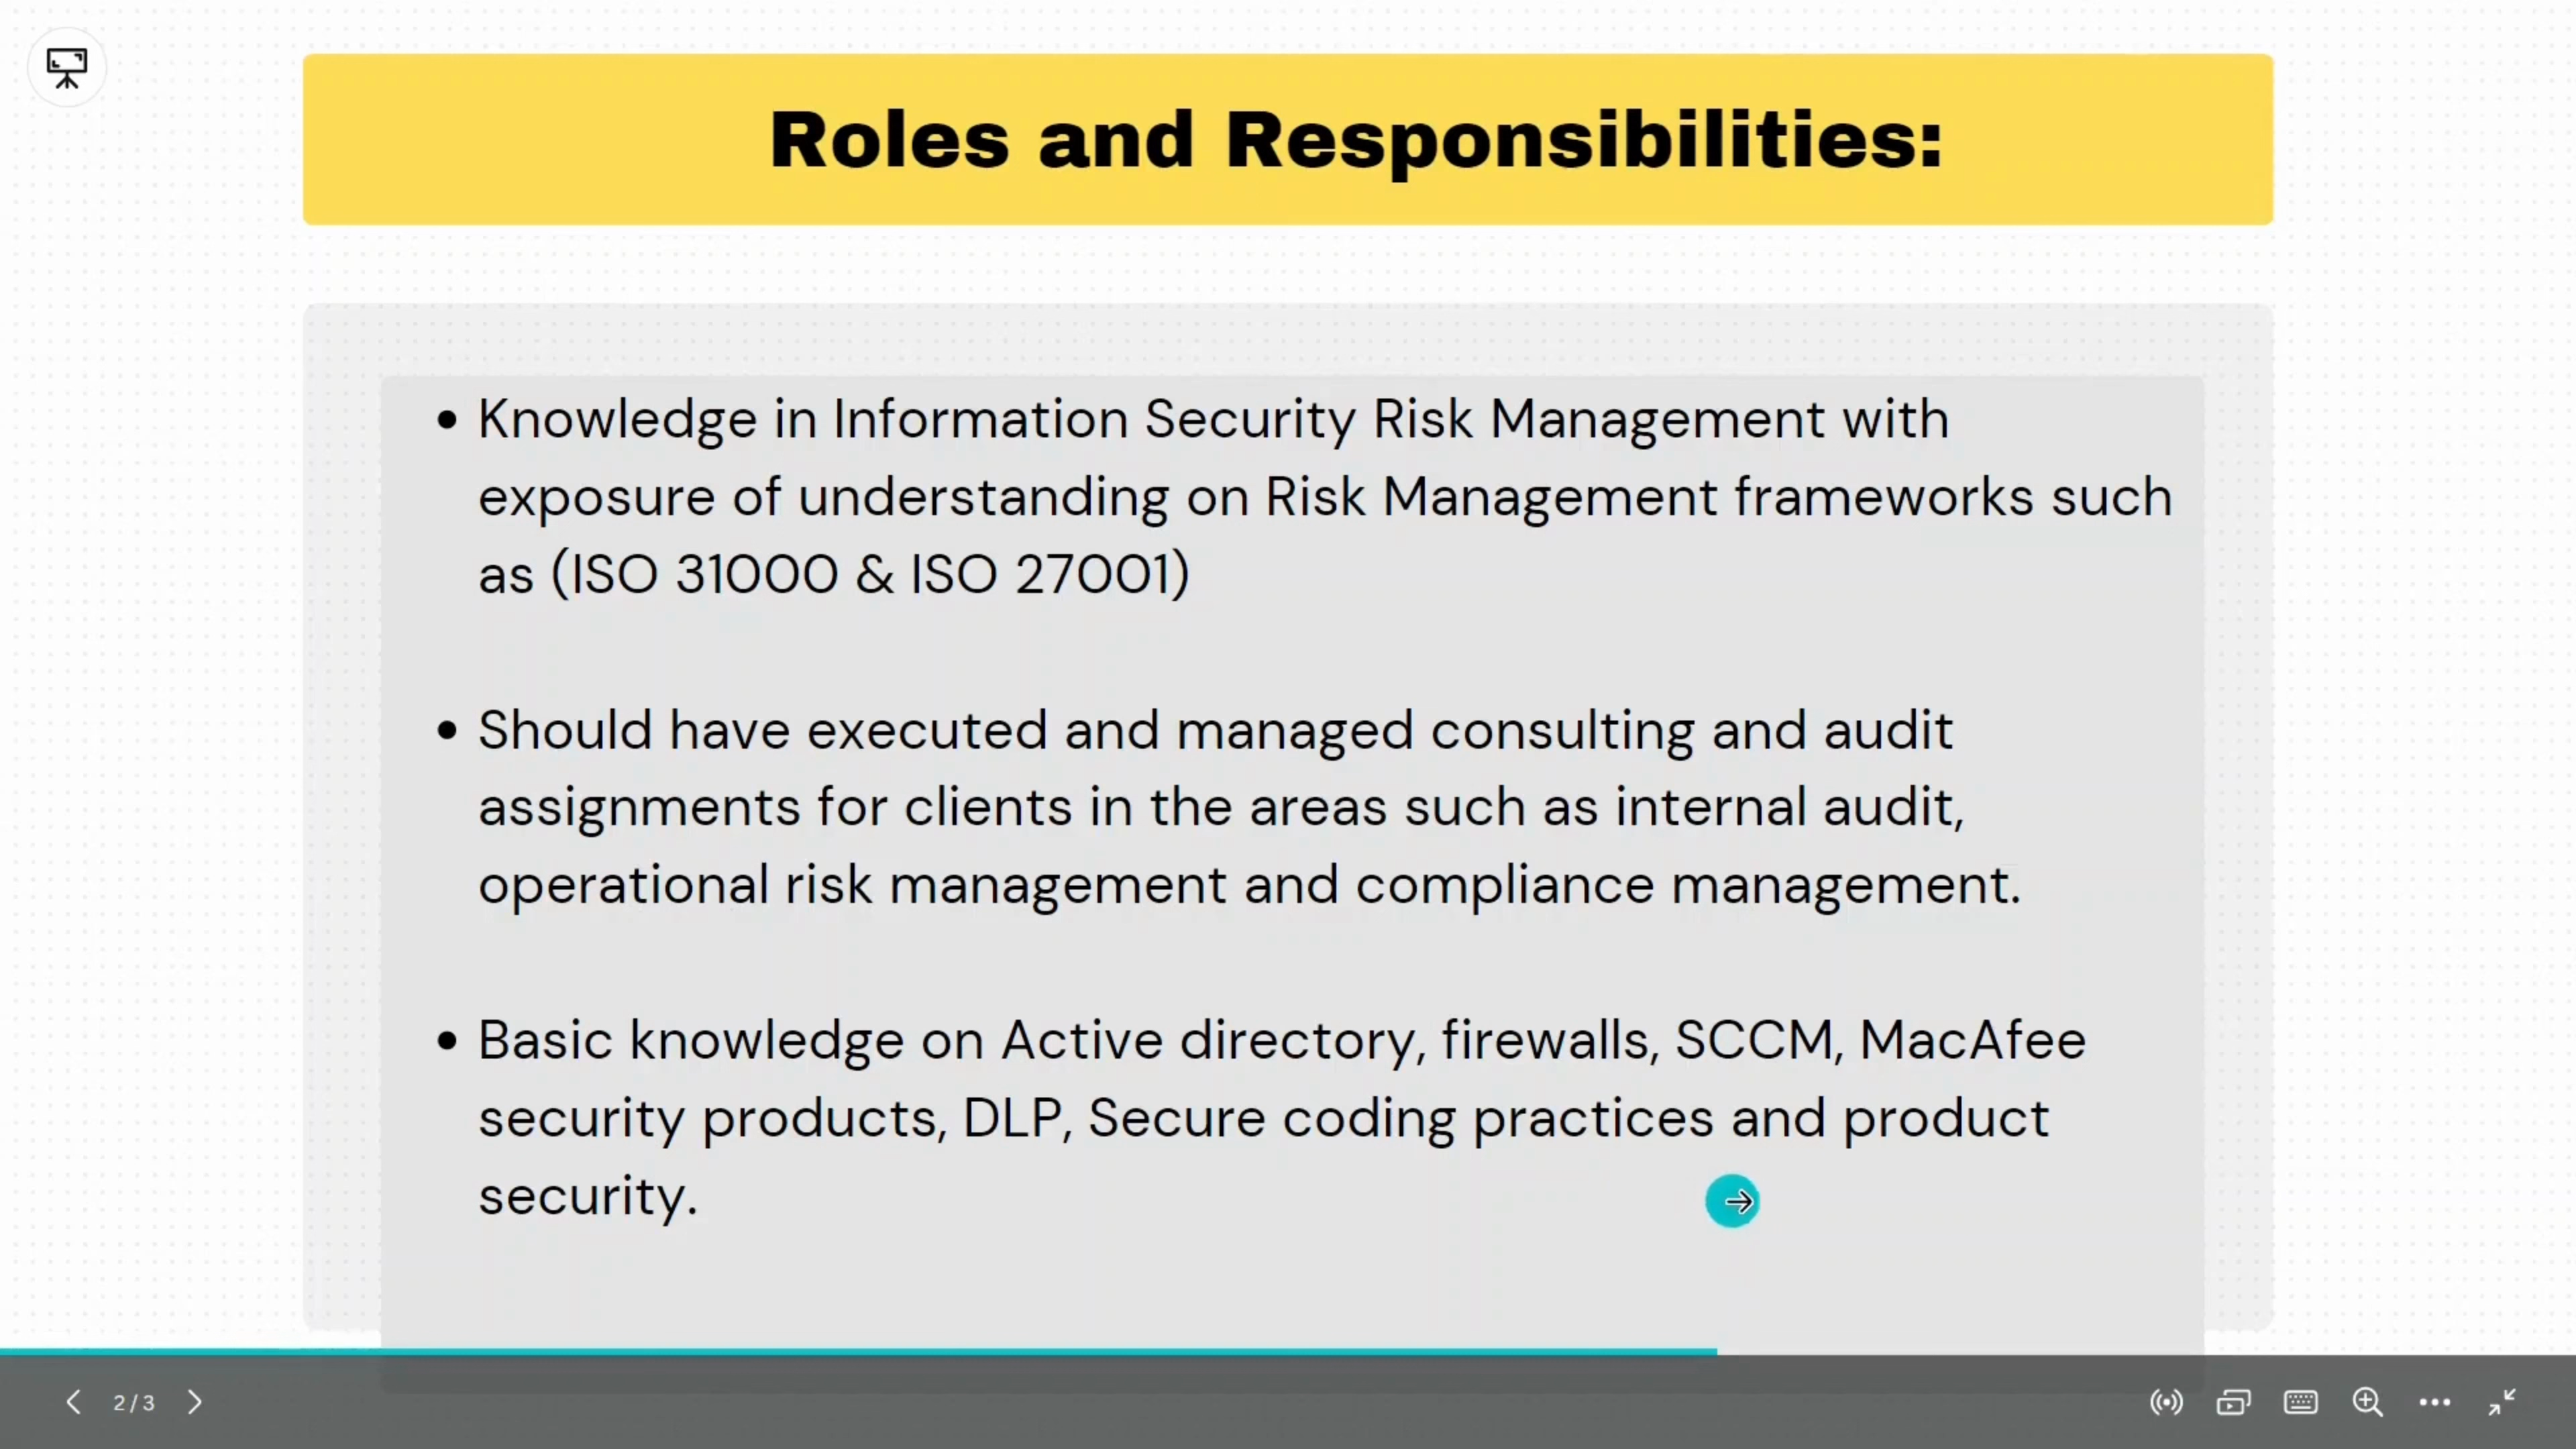 Roles and Responsibilities:
• Knowledge in Information Security Risk Management with
exposure of understanding on Risk Management frameworks such
as (ISO 31000 & ISO 27001)
• Should have executed and managed consulting and audit
assignments for clients in the areas such as internal audit,
operational risk management and compliance management.
• Basic knowledge on Active directory, firewalls, SCCM, MacAfee
security products, DLP, Secure coding practices and product
security.
2 / 3